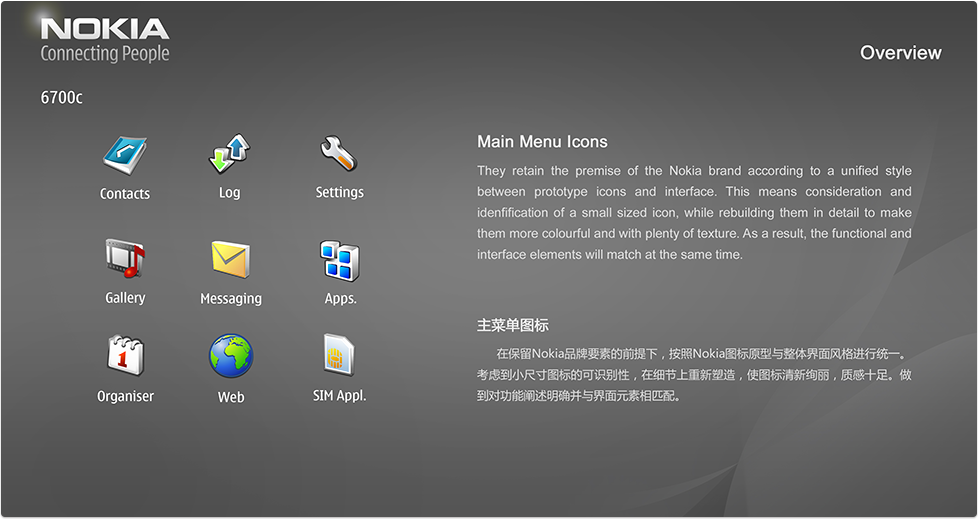 NOKIA
Connecting People
Overview
6700c
Contacts
Log
Settings
Gallery
Messaging
Apps.
1
Organiser
Web
SIM Appl.
Main Menu Icons
They retain the premise of the Nokia brand according to a unified style
between prototype icons and interface. This means consideration and
idenfification of a small sized icon, while rebuilding them in detail to make
them more colourful and with plenty of texture. As a result, the functional and
interface elements will match at the same time.
主菜单图标
在保留Nokia品牌要素的前提下，按照Nokia图标原型与整体界面风格进行统一。
考虑到小尺寸图标的可识别性，在细节上重新塑造，使图标清新绚丽，质感十足。做
到对功能阐述明确并与界面元素相匹配。